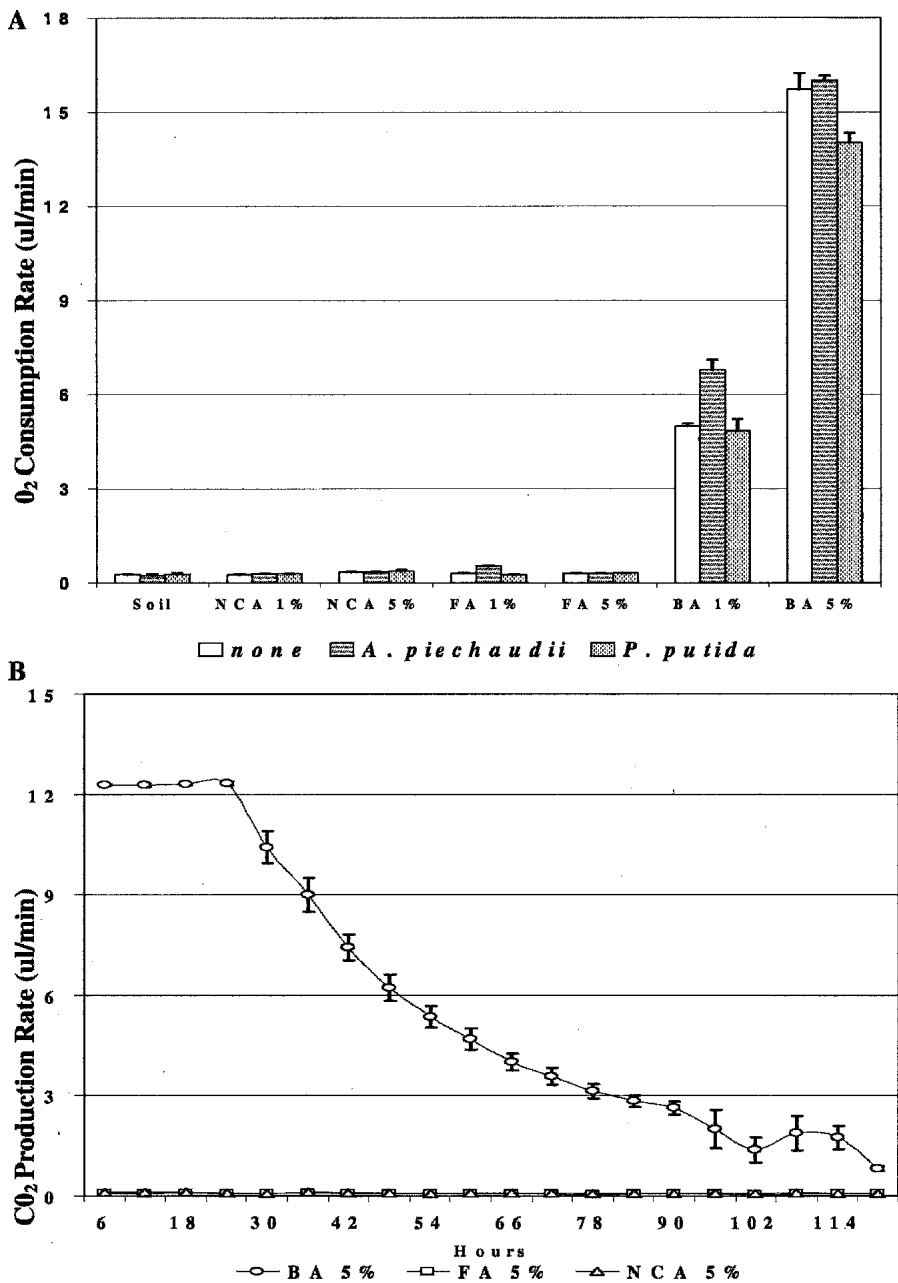 A
18
15
12
9
6
3
0
O₂ Consumption Rate (ul/min)
Soil NCA 1% NCA 5% FA 1% FA 5% BA 1% BA 5%
none A. piechaudii P. putida
B
15
12
9
6
3
0
CO₂ Production Rate (ul/min)
6 18 30 42 54 66 78 90 102 114
Hours
BA 5% FA 5% NCA 5%